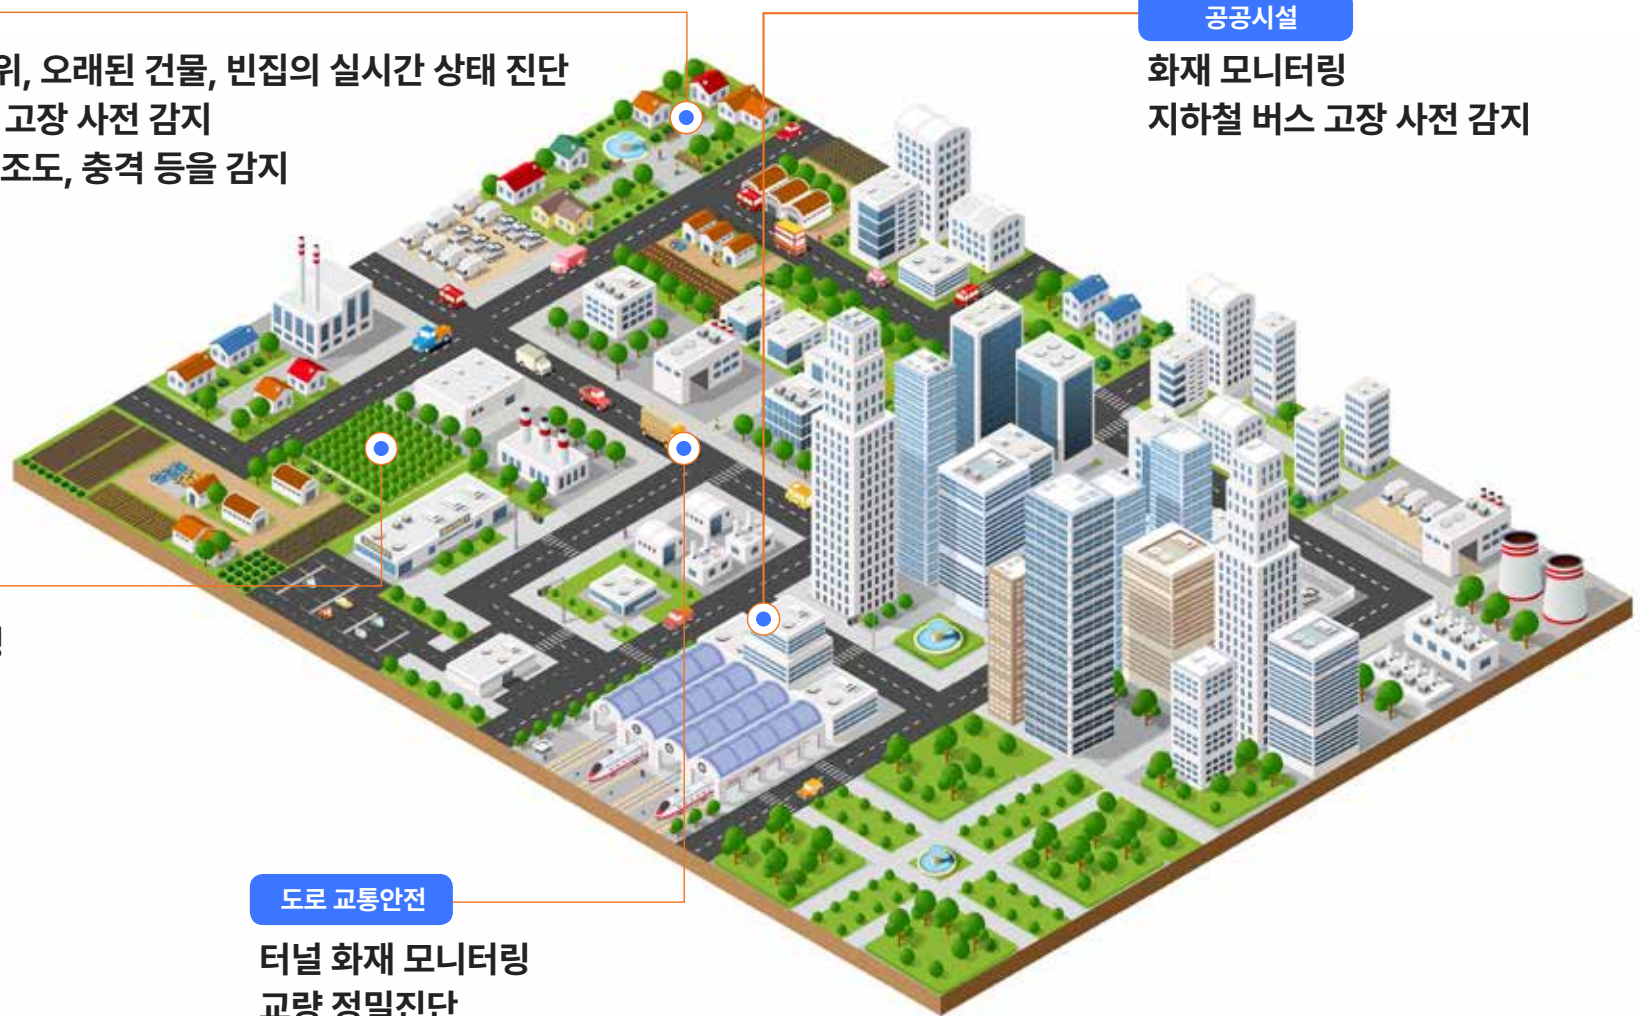 위, 오래된 건물, 빈집의 실시간 상태 진단
고장 사전 감지
조도, 충격 등을 감지
공공시설
화재 모니터링
지하철 버스 고장 사전 감지
도로 교통안전
터널 화재 모니터링
교량 정밀진단